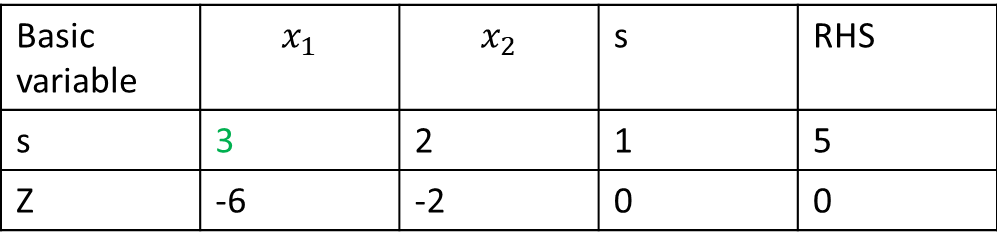 Basic variable x₁ x₂ s RHS
s 3 2 1 5
Z -6 -2 0 0